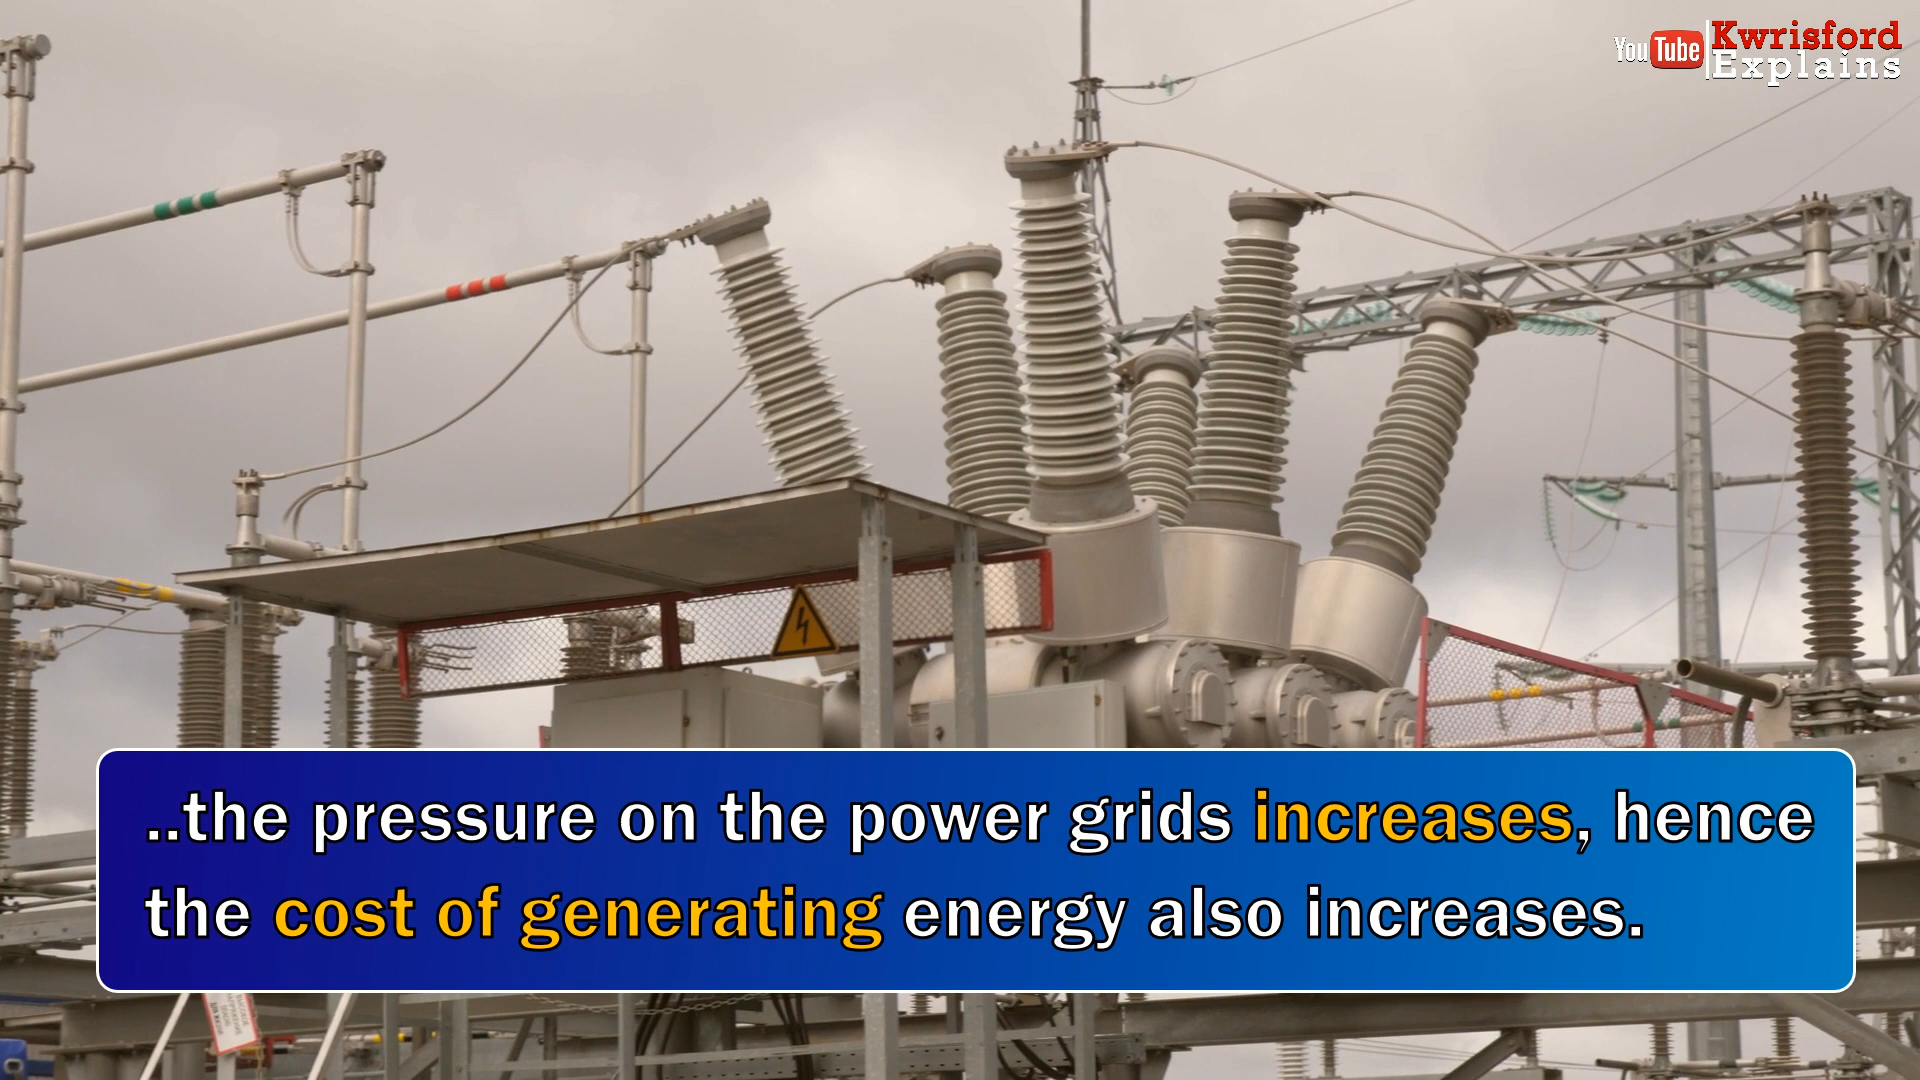 You Tube
Kwrisford
Explains
..the pressure on the power grids increases, hence
the cost of generating energy also increases.